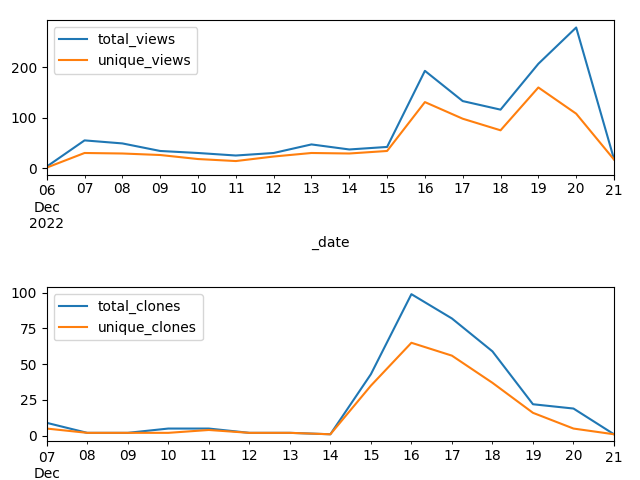 total_views
unique_views
200
100
0
06 07 08 09 10 11 12 13 14 15 16 17 18 19 20 21
Dec
2022
_date
total_clones
unique_clones
100
75
50
25
0
07 08 09 10 11 12 13 14 15 16 17 18 19 20 21
Dec